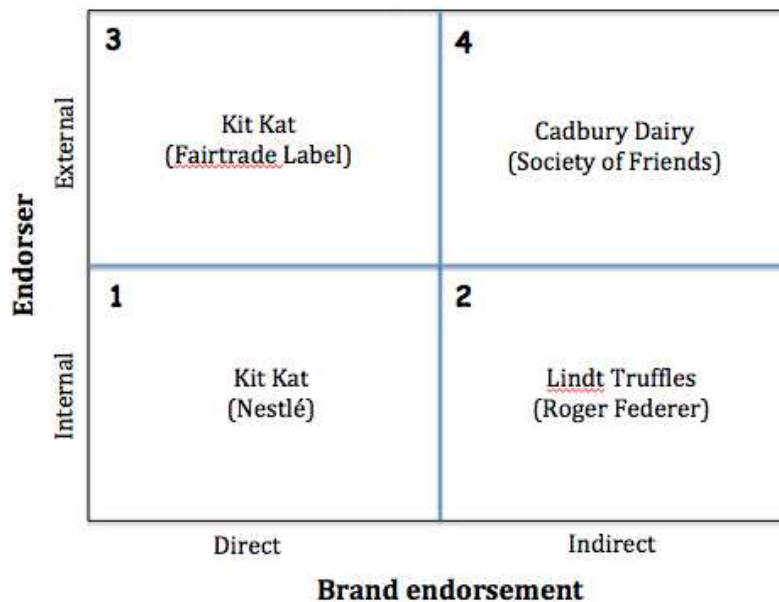 3
4
Kit Kat
(Fairtrade Label)
Cadbury Dairy
(Society of Friends)
External
Endorser
1
2
Kit Kat
(Nestlé)
Lindt Truffles
(Roger Federer)
Internal
Direct
Indirect
Brand endorsement